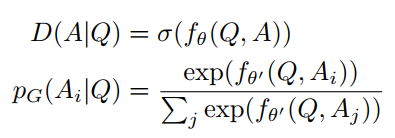 D(A|Q) = σ(f_θ(Q, A))
p_G(A_i|Q) = exp(f_θ′(Q, A_i)) / ∑_j exp(f_θ′(Q, A_j))